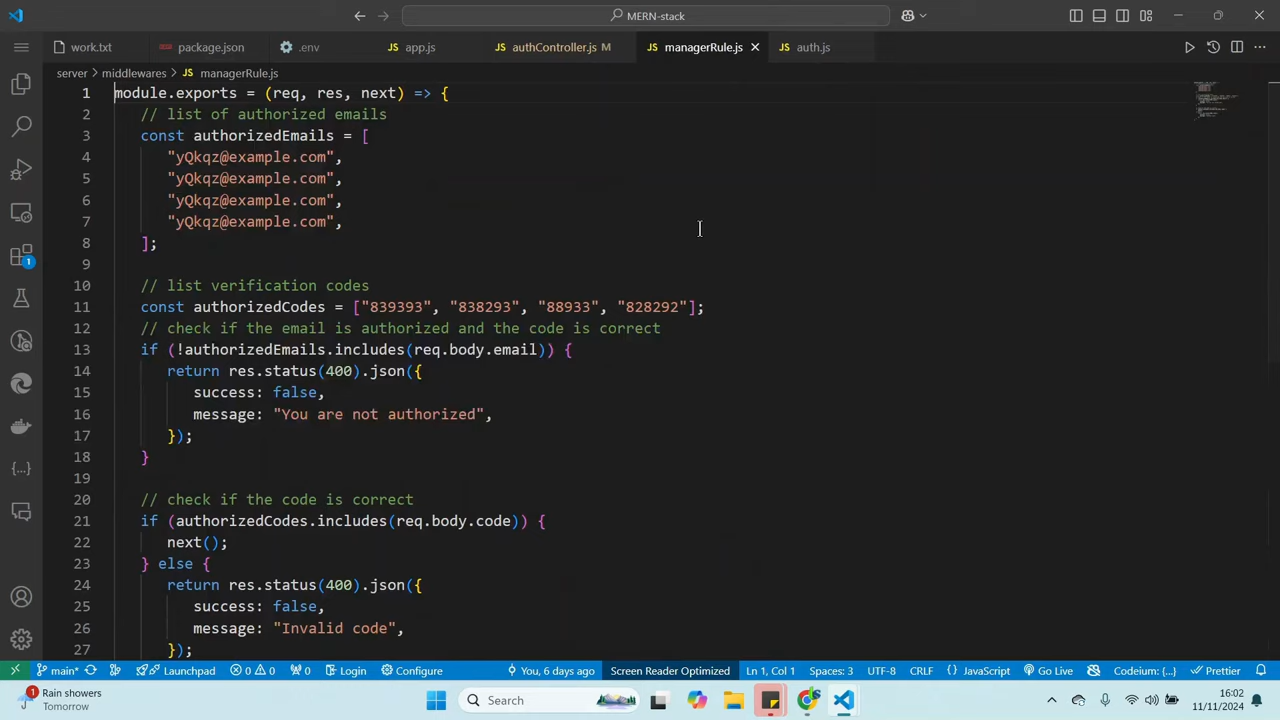 MERN-stack
work.txt
package.json
.env
app.js
authController.js M
managerRule.js
auth.js
server > middlewares > managerRule.js
1 module.exports = (req, res, next) => {
2 // list of authorized emails
3 const authorizedEmails = [
4 "yQkqz@example.com",
5 "yQkqz@example.com",
6 "yQkqz@example.com",
7 "yQkqz@example.com",
8 ];
9
10 // list verification codes
11 const authorizedCodes = ["839393", "838293", "88933", "828292"];
12 // check if the email is authorized and the code is correct
13 if (!authorizedEmails.includes(req.body.email)) {
14 return res.status(400).json({
15 success: false,
16 message: "You are not authorized",
17 });
18 }
19
20 // check if the code is correct
21 if (authorizedCodes.includes(req.body.code)) {
22 next();
23 } else {
24 return res.status(400).json({
25 success: false,
26 message: "Invalid code",
27 });
1
main* Launchpad 0 0 0 Login Configure You, 6 days ago Screen Reader Optimized Ln 1, Col 1 Spaces: 3 UTF-8 CRLF {} JavaScript Go Live Codeium: {...} Prettier
1
Rain showers
Tomorrow
Search
16:02
11/11/2024